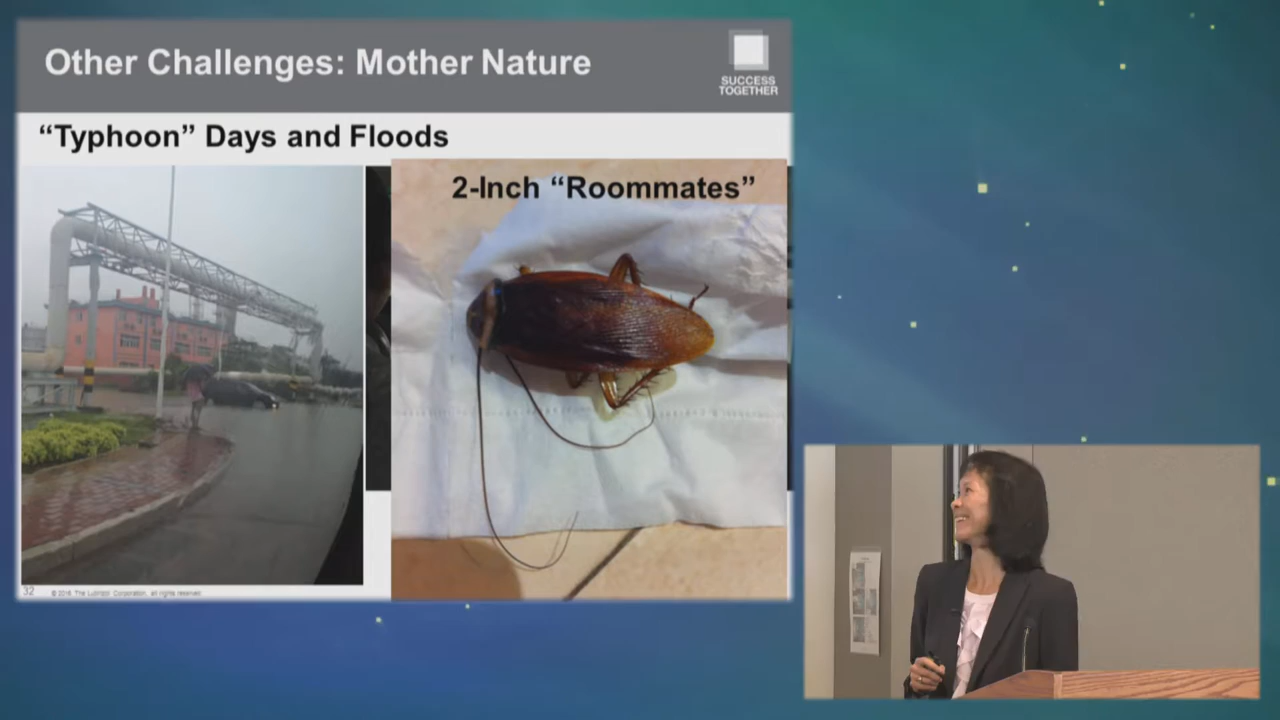 Other Challenges: Mother Nature
SUCCESS
TOGETHER
“Typhoon” Days and Floods
2-Inch “Roommates”
32
© 2016 The Lubrizol Corporation, all rights reserved.